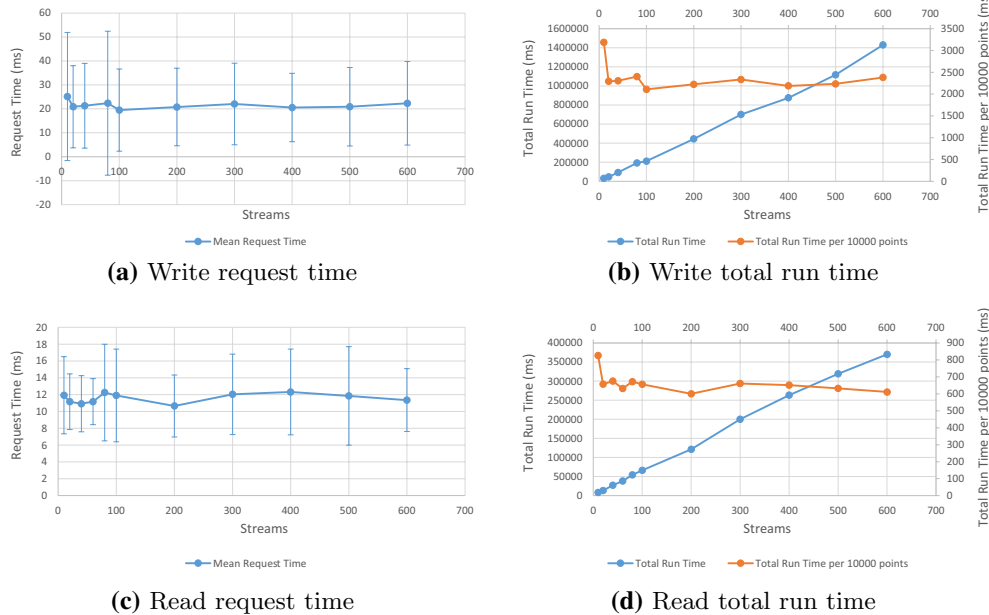 60
50
40
30
20
10
0
-10
-20
Request Time (ms)
0 100 200 300 400 500 600 700
Streams
Mean Request Time
(a) Write request time
0 100 200 300 400 500 600 700
1600000
1400000
1200000
1000000
800000
600000
400000
200000
0
Total Run Time (ms)
3500
3000
2500
2000
1500
1000
500
0
Total Run Time per 10000 points (ms)
0 100 200 300 400 500 600 700
Streams
Total Run Time Total Run Time per 10000 points
(b) Write total run time
20
18
16
14
12
10
8
6
4
2
0
Request Time (ms)
0 100 200 300 400 500 600 700
Streams
Mean Request Time
(c) Read request time
0 100 200 300 400 500 600 700
400000
350000
300000
250000
200000
150000
100000
50000
0
Total Run Time (ms)
900
800
700
600
500
400
300
200
100
0
Total Run Time per 10000 points (ms)
0 100 200 300 400 500 600 700
Streams
Total Run Time Total Run Time per 10000 points
(d) Read total run time